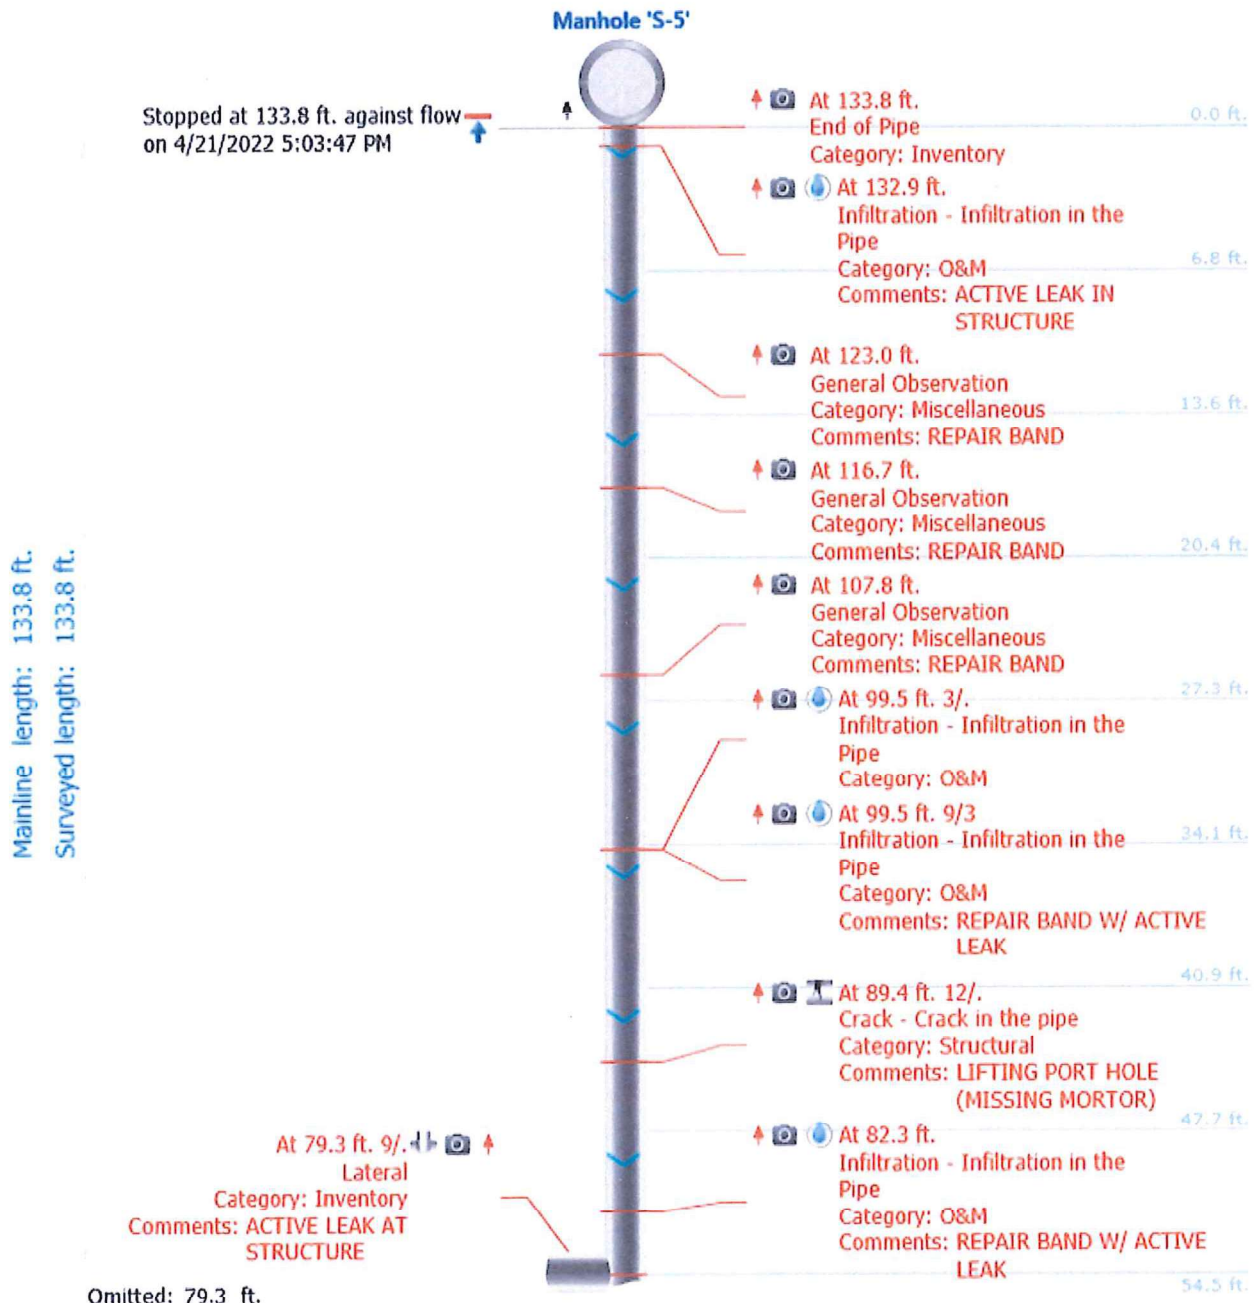 Manhole 'S-5'
Stopped at 133.8 ft. against flow
on 4/21/2022 5:03:47 PM
At 133.8 ft.
End of Pipe
Category: Inventory
0.0 ft.
At 132.9 ft.
Infiltration - Infiltration in the
Pipe
Category: O&M
Comments: ACTIVE LEAK IN
STRUCTURE
6.8 ft.
At 123.0 ft.
General Observation
Category: Miscellaneous
Comments: REPAIR BAND
13.6 ft.
At 116.7 ft.
General Observation
Category: Miscellaneous
Comments: REPAIR BAND
20.4 ft.
At 107.8 ft.
General Observation
Category: Miscellaneous
Comments: REPAIR BAND
Mainline length: 133.8 ft.
Surveyed length: 133.8 ft.
27.3 ft.
At 99.5 ft. 3/.
Infiltration - Infiltration in the
Pipe
Category: O&M
At 99.5 ft. 9/3
Infiltration - Infiltration in the
Pipe
Category: O&M
Comments: REPAIR BAND W/ ACTIVE
LEAK
34.1 ft.
40.9 ft.
At 89.4 ft. 12/.
Crack - Crack in the pipe
Category: Structural
Comments: LIFTING PORT HOLE
(MISSING MORTOR)
47.7 ft.
At 82.3 ft.
Infiltration - Infiltration in the
Pipe
Category: O&M
Comments: REPAIR BAND W/ ACTIVE
LEAK
At 79.3 ft. 9/.
Lateral
Category: Inventory
Comments: ACTIVE LEAK AT
STRUCTURE
54.5 ft.
Omitted: 79.3 ft.